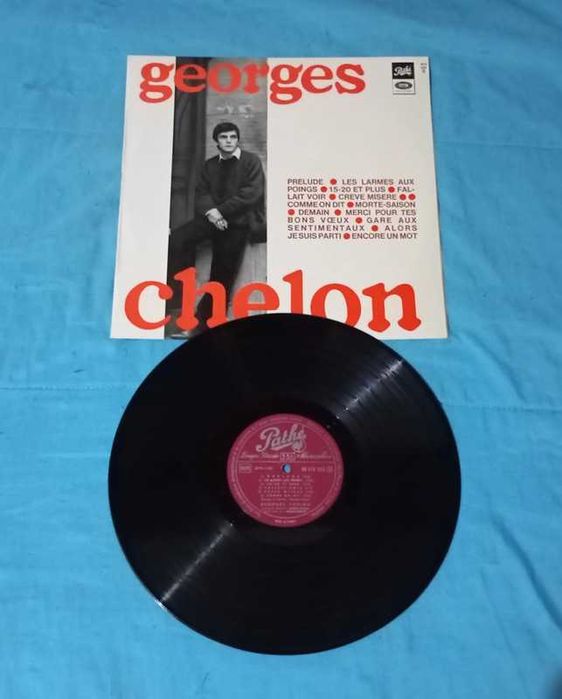 georges
Pathé
PRELUDE ● LES LARMES AUX
POINGS ● 15-20 ET PLUS ● FAL-
LAIT VOIR ● CREVE MISERE ●●
COMME ON DIT ● MORTE-SAISON
● DEMAIN ● MERCI POUR TES
BONS VŒUX ● GARE AUX
SENTIMENTAUX ● ALORS
JE SUIS PARTI ● ENCORE UN MOT
chelon
Pathé
33